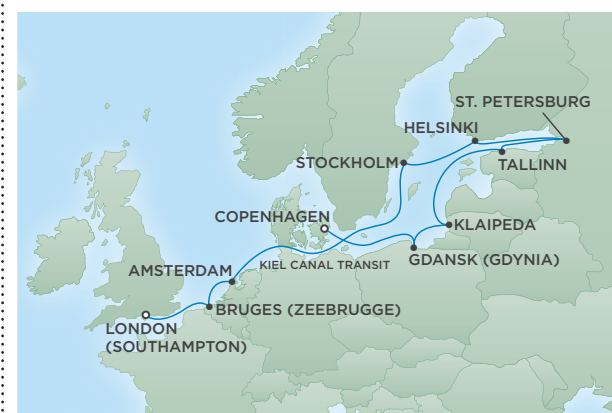 ST. PETERSBURG
HELSINKI
STOCKHOLM
TALLINN
COPENHAGEN
KLAIPEDA
GDANSK (GDYNIA)
AMSTERDAM
KIEL CANAL TRANSIT
BRUGES (ZEEBRUGGE)
LONDON
(SOUTHAMPTON)